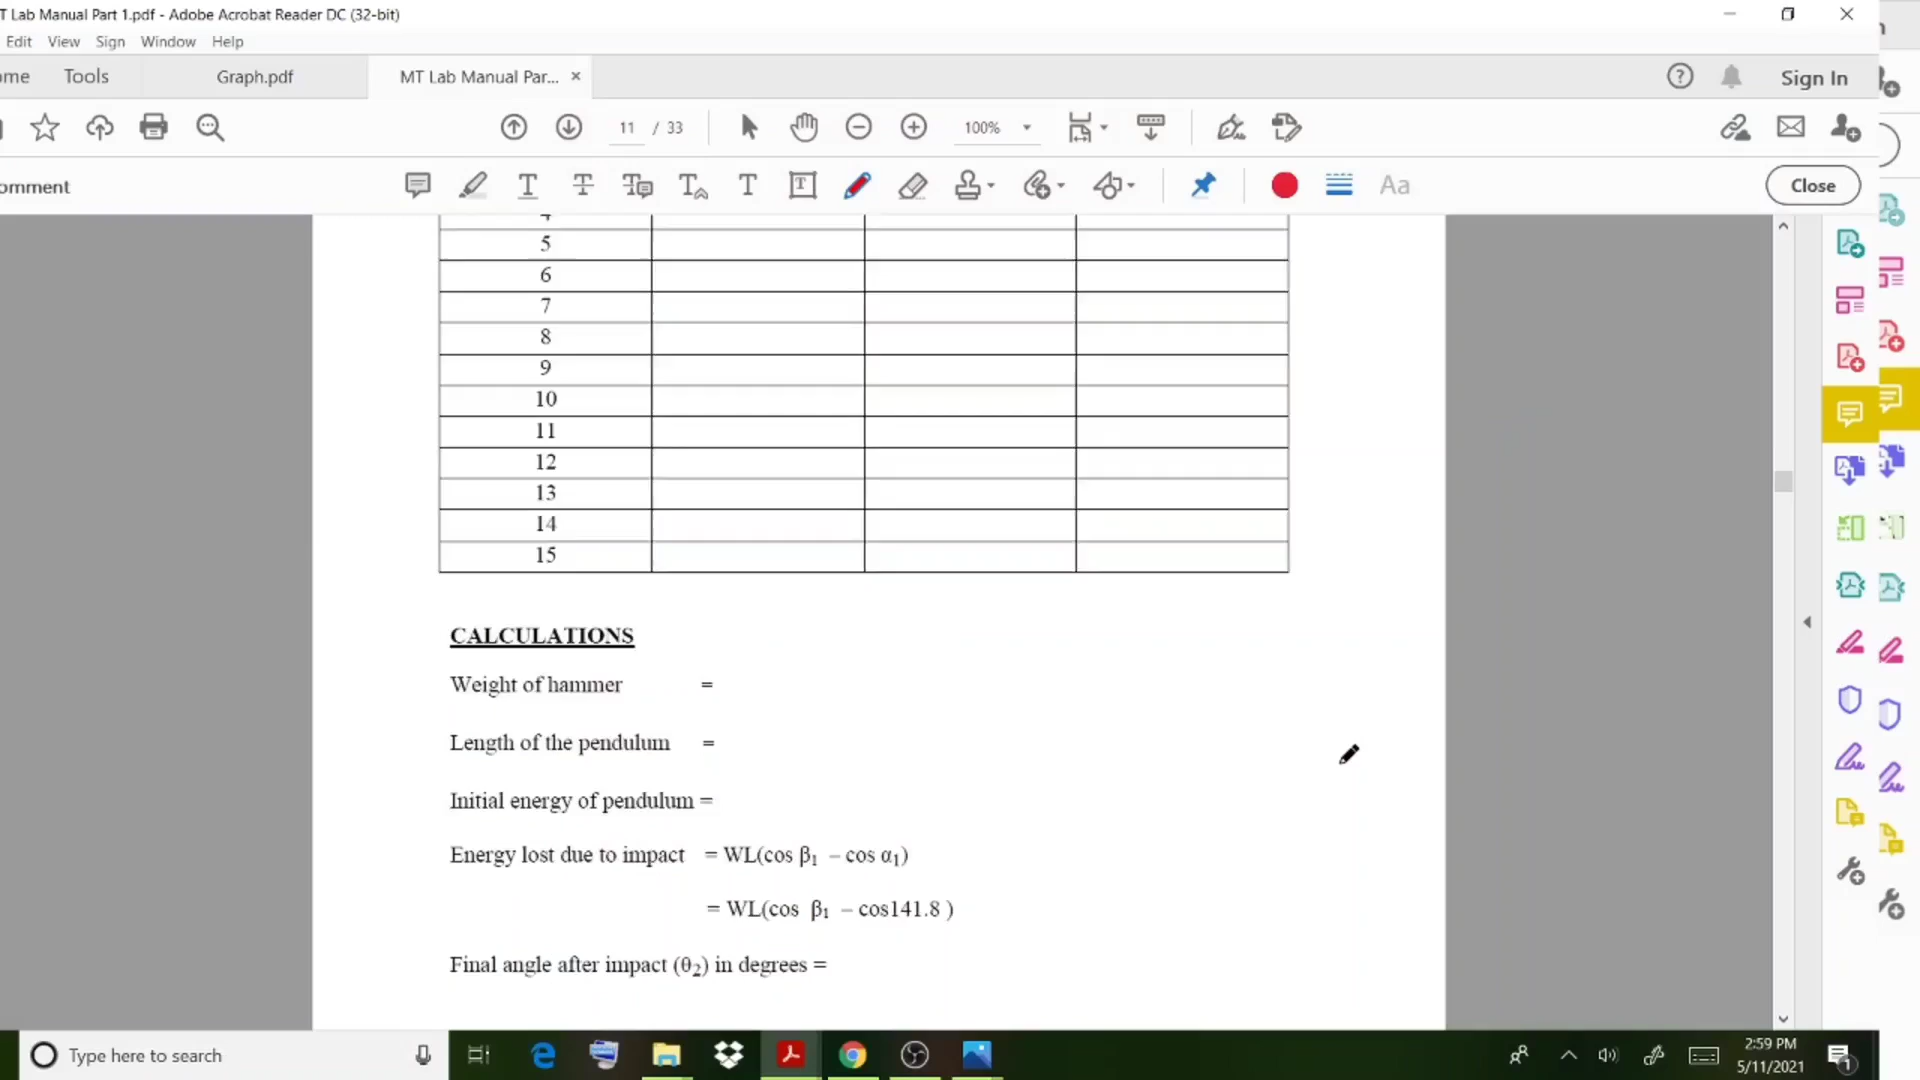 T Lab Manual Part 1.pdf - Adobe Acrobat Reader DC (32-bit)
Edit View Sign Window Help
ome Tools Graph.pdf MT Lab Manual Par... × Sign In
11 / 33 100%
omment Aa Close
4
5
6
7
8
9
10
11
12
13
14
15
CALCULATIONS
Weight of hammer =
Length of the pendulum =
Initial energy of pendulum =
Energy lost due to impact = WL(cos β₁ – cos α₁)
= WL(cos β₁ – cos141.8 )
Final angle after impact (θ₂) in degrees =
Type here to search
2:59 PM
5/11/2021
1